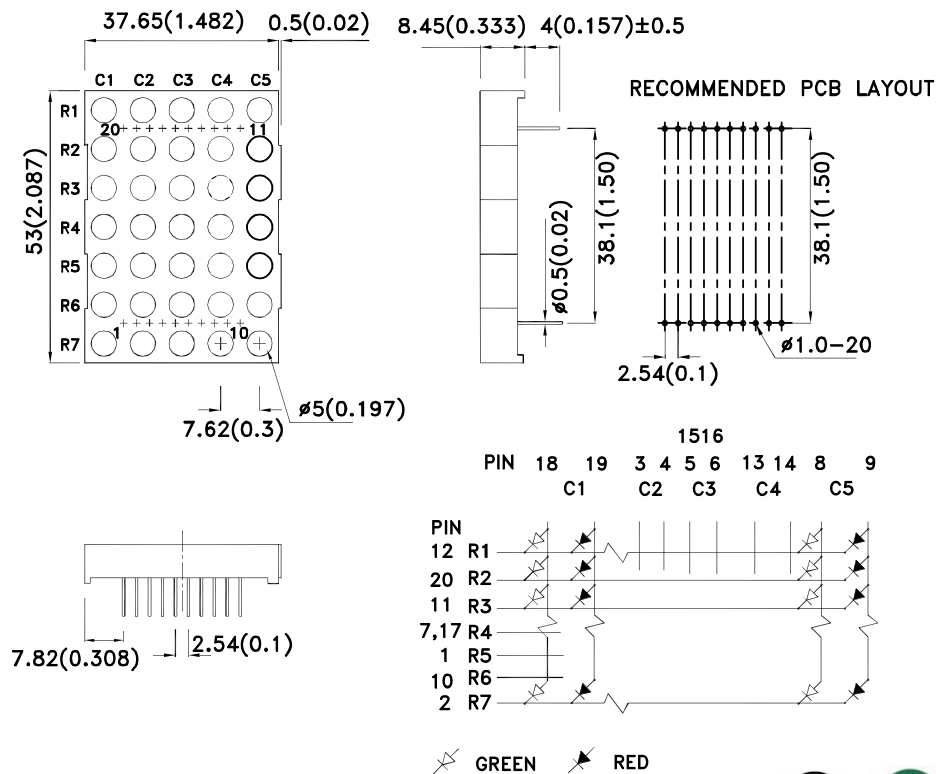 37.65(1.482) 0.5(0.02)
8.45(0.333) 4(0.157)±0.5
C1 C2 C3 C4 C5
RECOMMENDED PCB LAYOUT
R1
20 11
R2
R3
R4
R5
R6
1 10
R7
53(2.087)
ø0.5(0.02)
38.1(1.50)
38.1(1.50)
ø1.0-20
2.54(0.1)
ø5(0.197)
7.62(0.3)
1516
PIN 18 19 3 4 5 6 13 14 8 9
C1 C2 C3 C4 C5
PIN
12 R1
20 R2
11 R3
7,17 R4
1 R5
10 R6
2 R7
7.82(0.308)
2.54(0.1)
GREEN RED